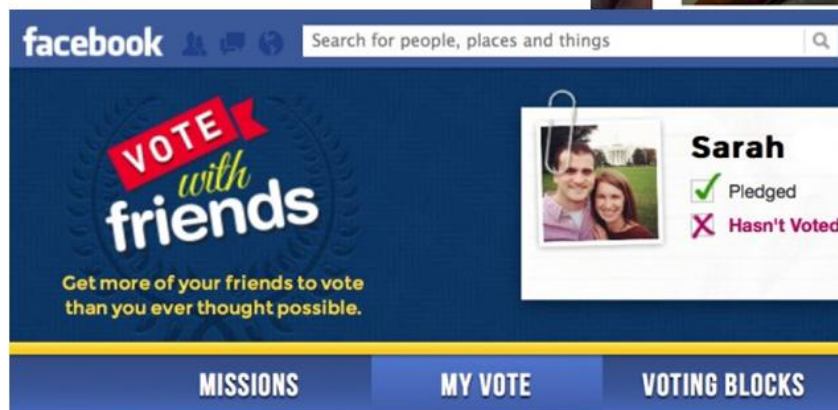 facebook
Search for people, places and things
VOTE
with
friends
Get more of your friends to vote
than you ever thought possible.
Sarah
Pledged
Hasn't Voted
MISSIONS
MY VOTE
VOTING BLOCKS